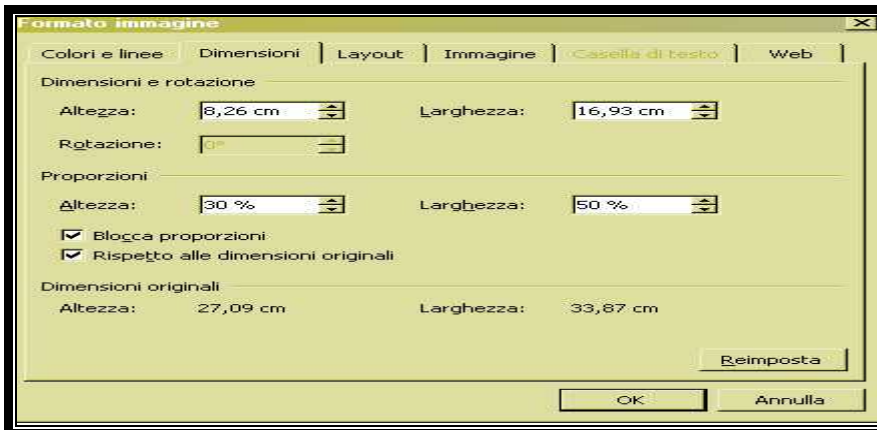 Formato immagine
Colori e linee Dimensioni Layout Immagine Casella di testo Web
Dimensioni e rotazione
Altezza: 8,26 cm Larghezza: 16,93 cm
Rotazione: 0°
Proporzioni
Altezza: 30 % Larghezza: 50 %
Blocca proporzioni
Rispetto alle dimensioni originali
Dimensioni originali
Altezza: 27,09 cm Larghezza: 33,87 cm
Reimposta
OK Annulla